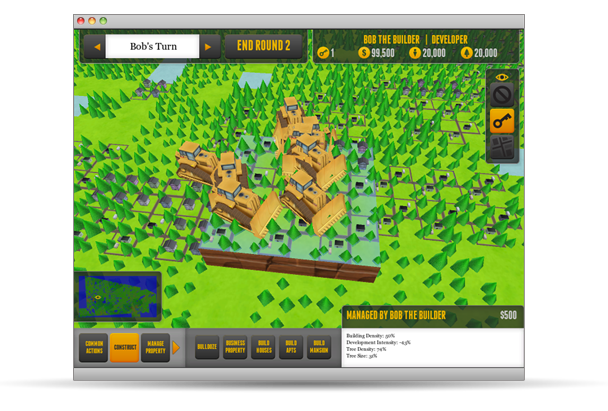 Bob's Turn
END ROUND 2
BOB THE BUILDER | DEVELOPER
1 99,500 20,000 20,000
MANAGED BY BOB THE BUILDER $500
Building Density: 50%
Development Intensity: -25%
Tree Density: 72%
Tree Size: 31%
COMMON
ACTIONS
CONSTRUCT
MANAGE
PROPERTY
BULLDOZE
BUSINESS
PROPERTY
BUILD
HOUSES
BUILD
APTS
BUILD
MANSION